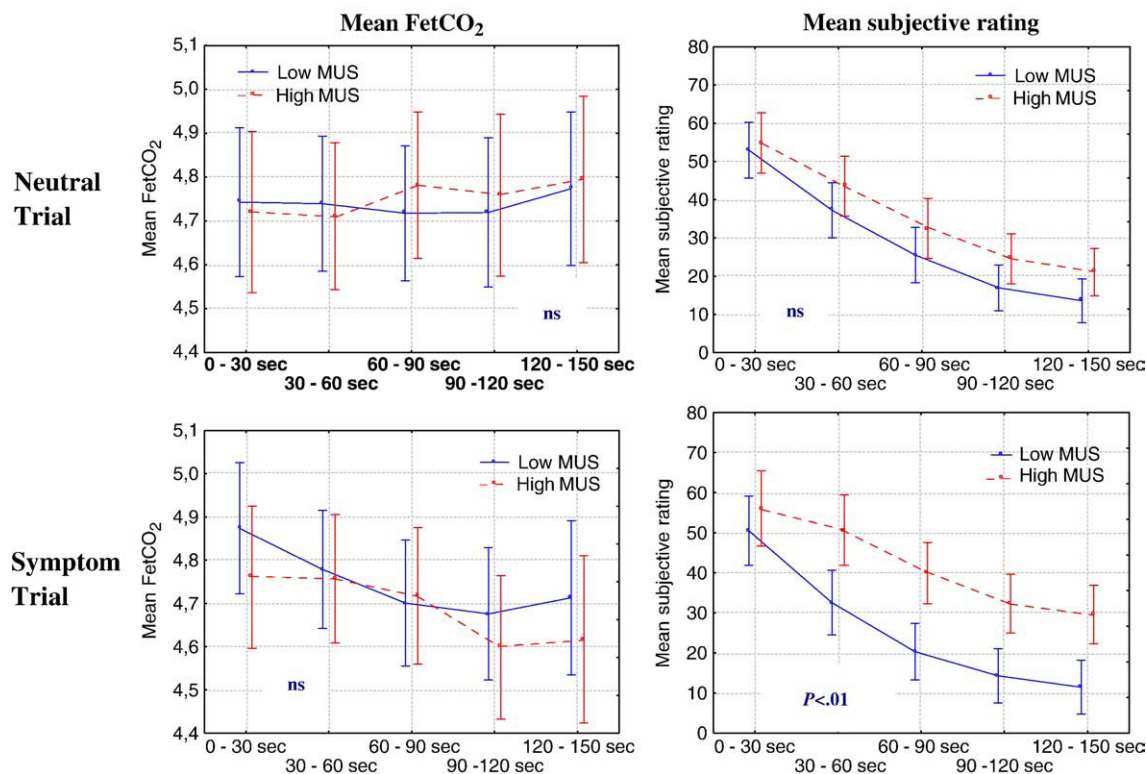 Mean FetCO₂
Mean subjective rating
Neutral
Trial
Mean FetCO₂
5,1
5,0
4,9
4,8
4,7
4,6
4,5
4,4
Low MUS
High MUS
ns
0 - 30 sec
60 - 90 sec
120 - 150 sec
30 - 60 sec
90 -120 sec
Mean subjective rating
80
70
60
50
40
30
20
10
0
Low MUS
High MUS
ns
0 - 30 sec
60 - 90 sec
120 - 150 sec
30 - 60 sec
90 -120 sec
Symptom
Trial
Mean FetCO₂
5,1
5,0
4,9
4,8
4,7
4,6
4,5
4,4
Low MUS
High MUS
ns
0 - 30 sec
60 - 90 sec
120 - 150 sec
30 - 60 sec
90 -120 sec
Mean subjective rating
80
70
60
50
40
30
20
10
0
Low MUS
High MUS
P<.01
0 - 30 sec
60 - 90 sec
120 - 150 sec
30 - 60 sec
90 -120 sec